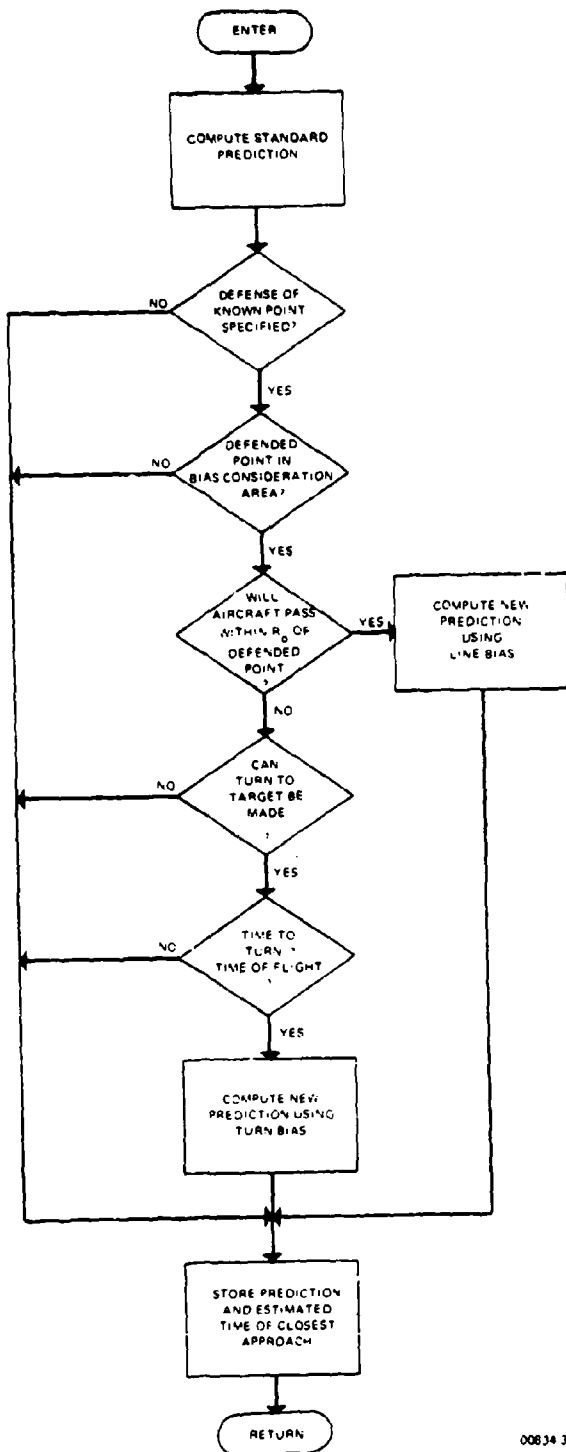 ENTER
COMPUTE STANDARD
PREDICTION
DEFENSE OF
KNOWN POINT
SPECIFIED?
NO
YES
DEFENDED
POINT IN
BIAS CONSIDERATION
AREA?
NO
YES
WILL
AIRCRAFT PASS
WITHIN R₀ OF
DEFENDED
POINT
?
YES
COMPUTE NEW
PREDICTION
USING
LINE BIAS
NO
CAN
TURN TO
TARGET BE
MADE
?
NO
YES
TIME TO
TURN
TIME OF FLIGHT
?
NO
YES
COMPUTE NEW
PREDICTION USING
TURN BIAS
STORE PREDICTION
AND ESTIMATED
TIME OF CLOSEST
APPROACH
RETURN
00834 3